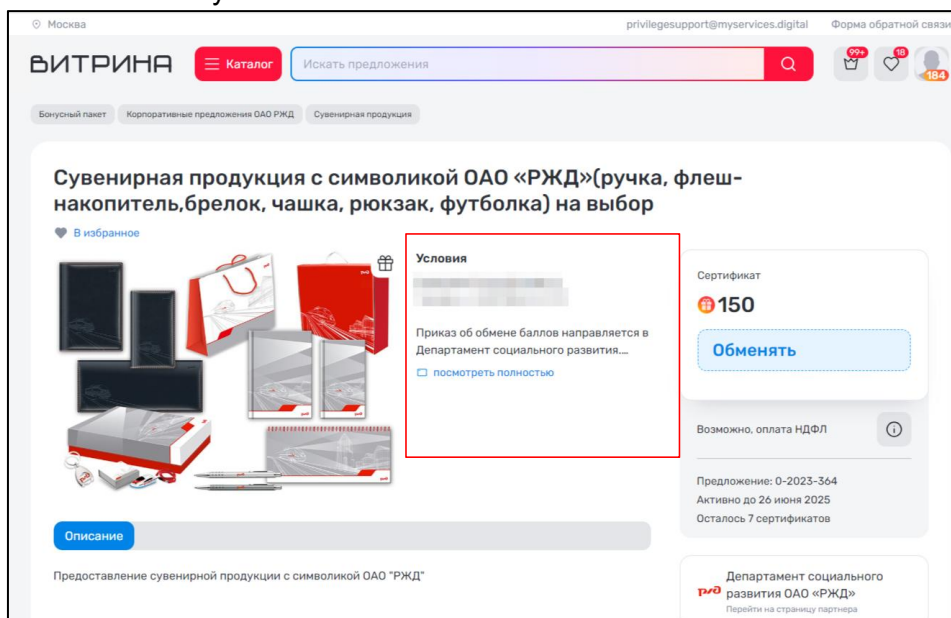 Москва
privilegesupport@myservices.digital
Форма обратной связи
ВИТРИНА
Каталог
Искать предложения
99+
18
184
Бонусный пакет
Корпоративные предложения ОАО РЖД
Сувенирная продукция
Сувенирная продукция с символикой ОАО «РЖД»(ручка, флеш-
накопитель,брелок, чашка, рюкзак, футболка) на выбор
В избранное
Условия
Приказ об обмене баллов направляется в
Департамент социального развития....
посмотреть полностью
Сертификат
150
Обменять
Возможно, оплата НДФЛ
Предложение: 0-2023-364
Активно до 26 июня 2025
Осталось 7 сертификатов
Описание
Предоставление сувенирной продукции с символикой ОАО "РЖД"
Департамент социального
развития ОАО «РЖД»
Перейти на страницу партнера